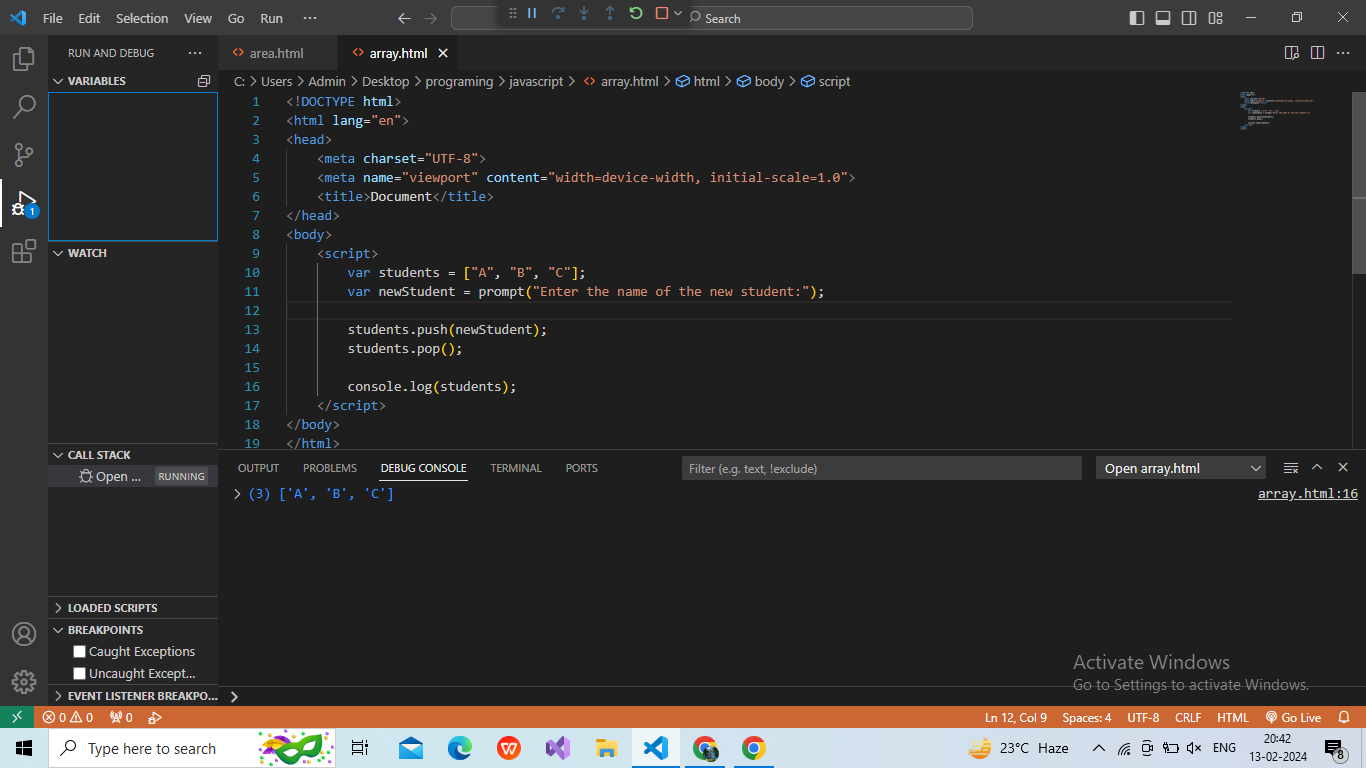 File Edit Selection View Go Run ··· Search
RUN AND DEBUG ···
area.html array.html
VARIABLES
C: > Users > Admin > Desktop > programing > javascript > array.html > html > body > script
1 <!DOCTYPE html>
2 <html lang="en">
3 <head>
4 <meta charset="UTF-8">
5 <meta name="viewport" content="width=device-width, initial-scale=1.0">
6 <title>Document</title>
7 </head>
8 <body>
9 <script>
10 var students = ["A", "B", "C"];
11 var newStudent = prompt("Enter the name of the new student:");
12
13 students.push(newStudent);
14 students.pop();
15
16 console.log(students);
17 </script>
18 </body>
19 </html>
1
WATCH
CALL STACK
Open ... RUNNING
LOADED SCRIPTS
BREAKPOINTS
Caught Exceptions
Uncaught Except...
EVENT LISTENER BREAKPO...
OUTPUT PROBLEMS DEBUG CONSOLE TERMINAL PORTS Filter (e.g. text, !exclude) Open array.html
> (3) ['A', 'B', 'C'] array.html:16
>
Activate Windows
Go to Settings to activate Windows.
0 0 0 Ln 12, Col 9 Spaces: 4 UTF-8 CRLF HTML Go Live
Type here to search 23°C Haze ENG 20:42
13-02-2024 8